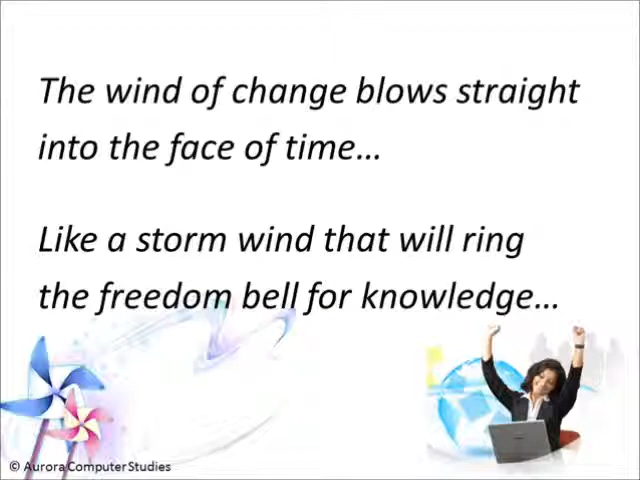 The wind of change blows straight
into the face of time…
Like a storm wind that will ring
the freedom bell for knowledge…
© Aurora Computer Studies